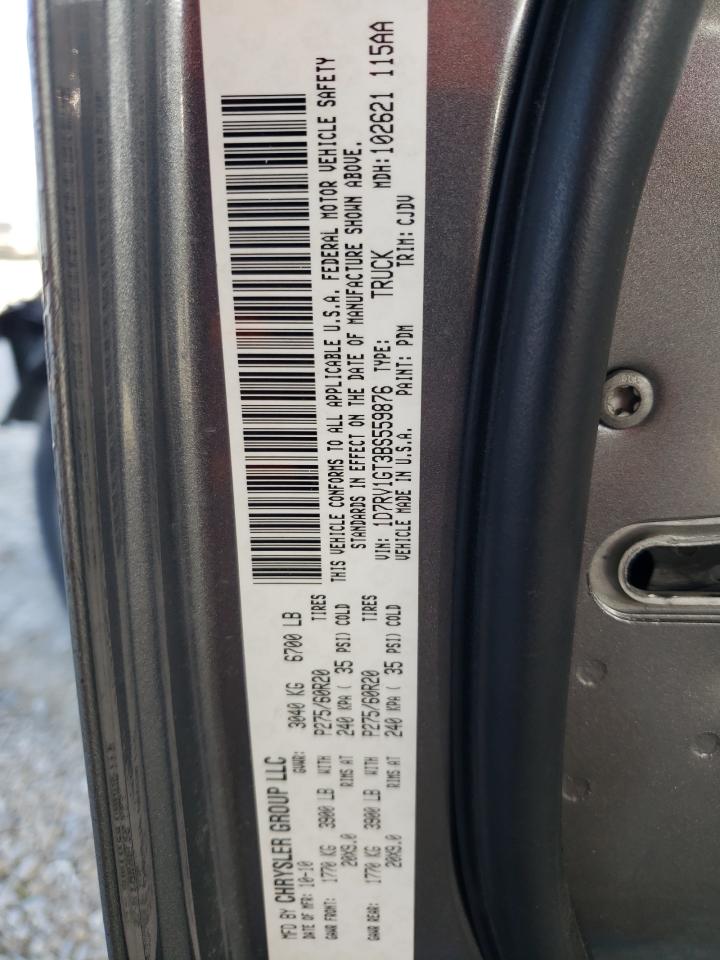 MFD BY CHRYSLER GROUP LLC
DATE OF MFR: 10-10 GVWR: 3040 KG 6700 LB
GAWR FRONT: 1770 KG 3900 LB WITH P275/60R20 TIRES
20X9.0 RIMS AT 240 KPA ( 35 PSI) COLD
GAWR REAR: 1770 KG 3900 LB WITH P275/60R20 TIRES
20X9.0 RIMS AT 240 KPA ( 35 PSI) COLD
THIS VEHICLE CONFORMS TO ALL APPLICABLE U.S.A. FEDERAL MOTOR VEHICLE SAFETY
STANDARDS IN EFFECT ON THE DATE OF MANUFACTURE SHOWN ABOVE.
VIN: 1D7RV1GT3BS559876 TYPE: TRUCK MDH: 102621 115AA
VEHICLE MADE IN U.S.A. PAINT: PDM TRIM: CJDV